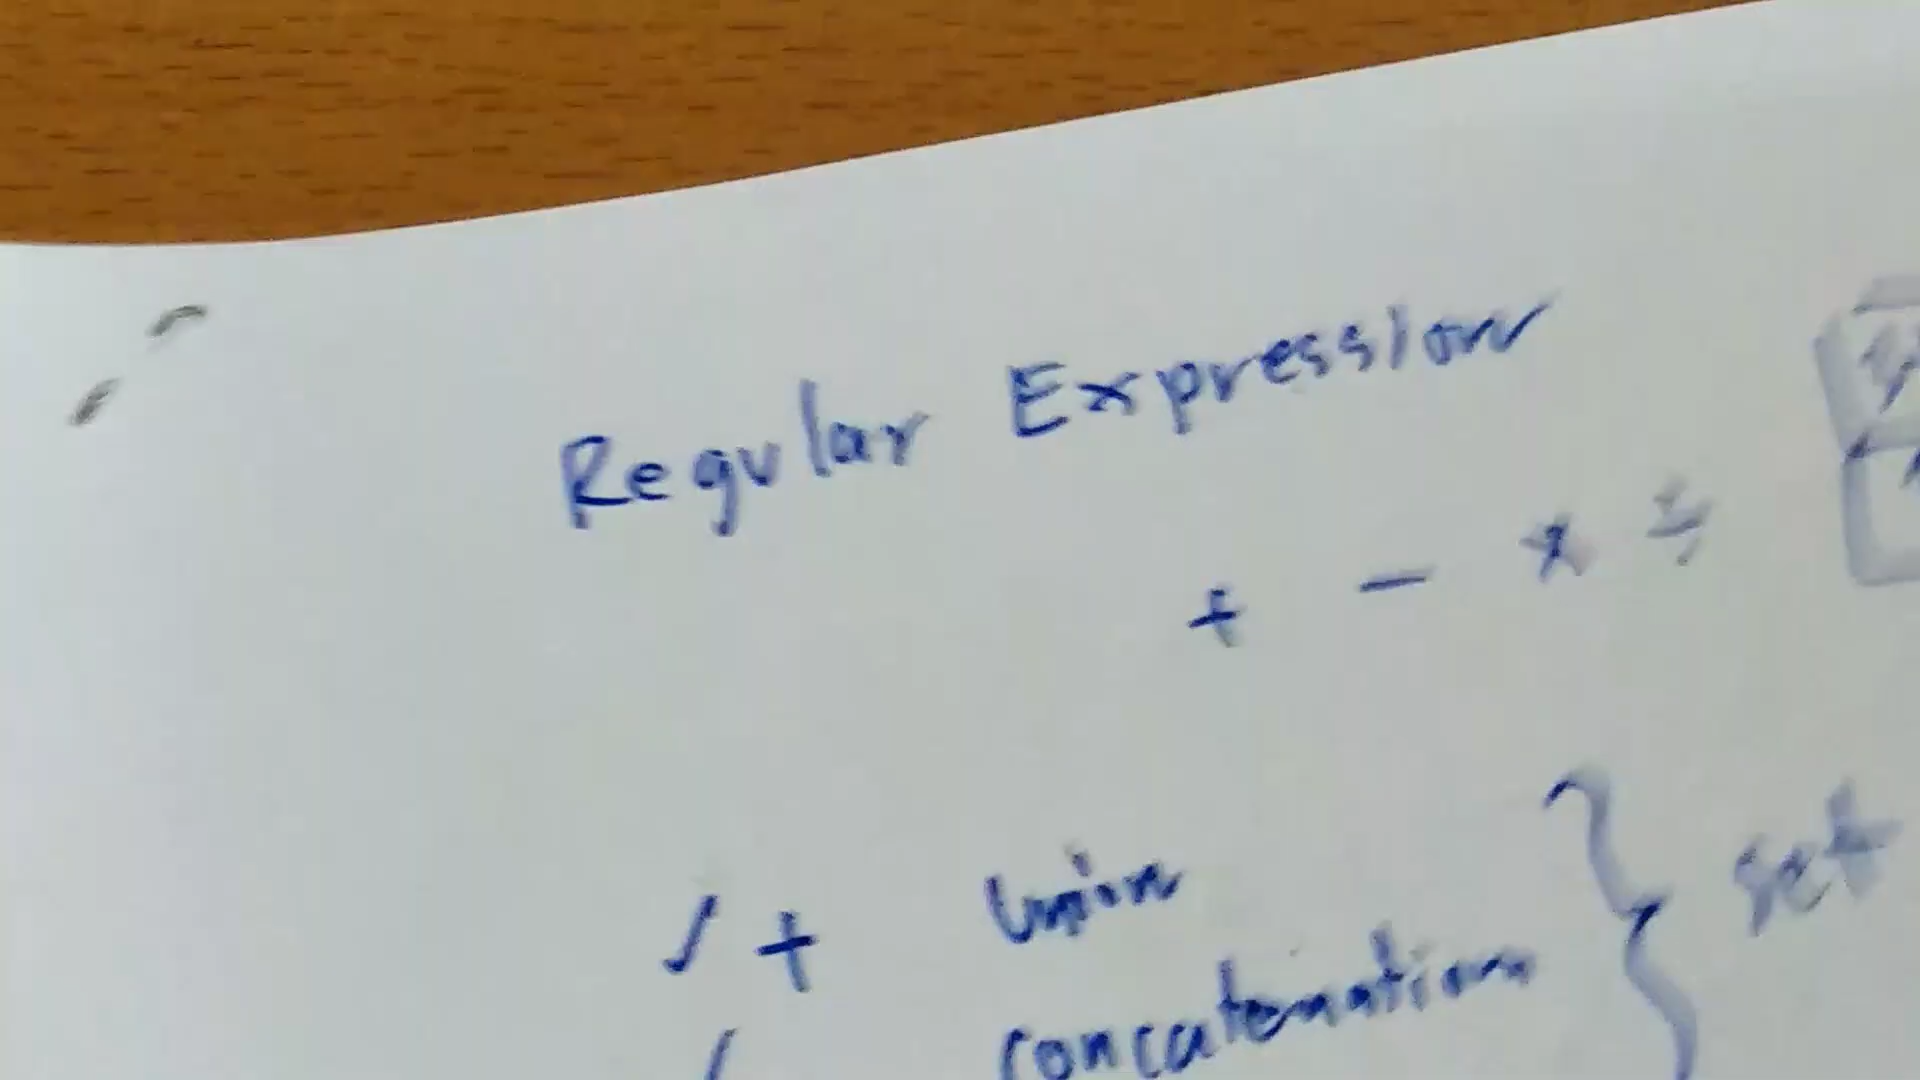 Regular Expression
+ - × ÷
✓ + union
✓ concatenation
set